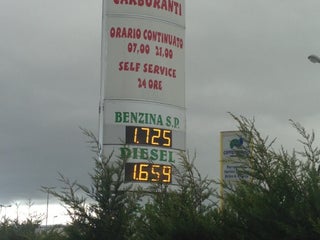 CARBURANTI
ORARIO CONTINUATO
07.00 21.00
SELF SERVICE
24 ORE
BENZINA S.P.
1.725
DIESEL
1.659